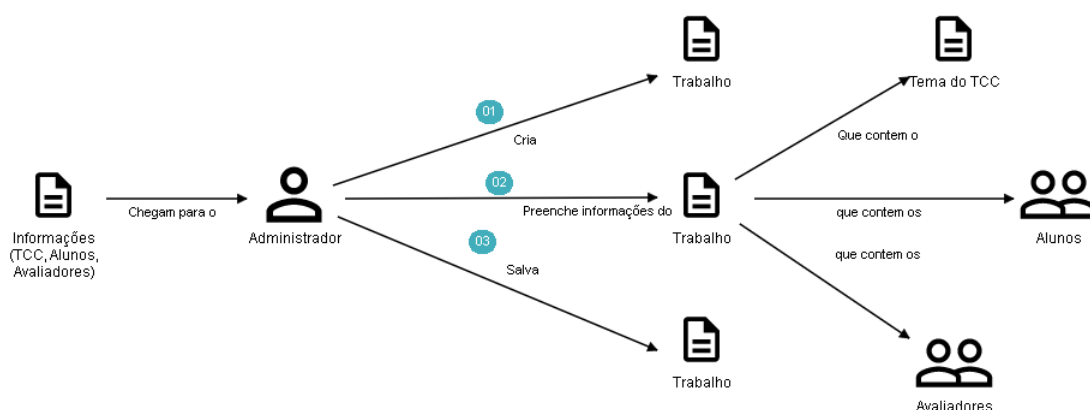 Trabalho
Tema do TCC
01
Cria
Que contem o
02
Chegam para o
Preenche informações do
que contem os
Informações
(TCC, Alunos,
Avaliadores)
Administrador
Trabalho
Alunos
03
Salva
que contem os
Trabalho
Avaliadores